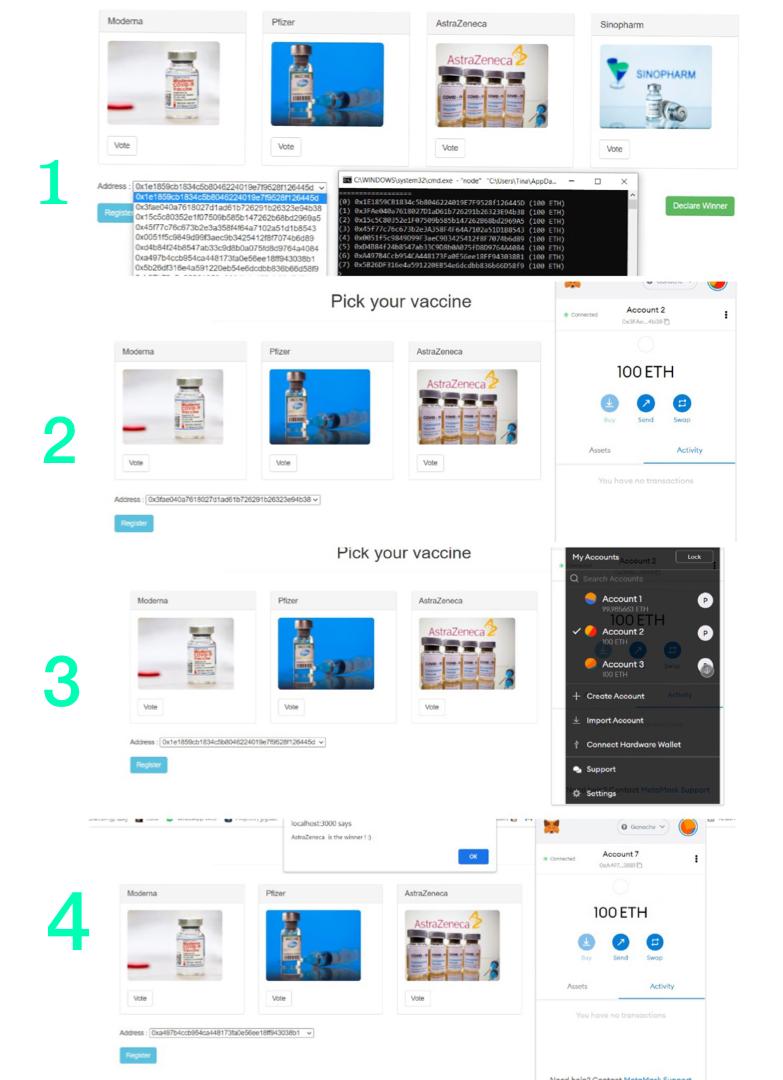 1
Moderna
Pfizer
AstraZeneca
Sinopharm
AstraZeneca
SINOPHARM
Vote
Vote
Vote
Vote
Address : 0x1e1859cb1834c5b8046224019e7f9528f126445d
0x1e1859cb1834c5b8046224019e7f9528f126445d
0x3fae040a7618027d1ad61b726291b26323e94b38
0x15c5c80352e1f07509b585b147262b68bd2969a5
0x45f77c76c673b2e3a358f4f64a7102a51d1b8543
0x0051f5c9849d99f3aec9b3425412f8f7074b6d89
0xd4b84f24b8547ab33c9d8b0a075fd8d9764a4084
0xa497b4ccb954ca448173fa0e56ee18ff943038b1
0x5b26df316e4a591220eb54e6dcdbb836b66d58f9
Register
C:\WINDOWS\system32\cmd.exe - "node" "C:\Users\Tina\AppDa...
(0) 0x1E1859CB1834c5b8046224019E7F9528F126445D (100 ETH)
(1) 0x3FAe040a7618027D1aD61b726291b26323E94b38 (100 ETH)
(2) 0x15c5C80352E1F07509b585b147262B68bd2969a5 (100 ETH)
(3) 0x45f77c76c673b2e3A358F4F64A7102a51D1B8543 (100 ETH)
(4) 0x0051f5c9849D99F3aeC9B3425412F8F7074b6d89 (100 ETH)
(5) 0xD4B84f24B8547ab33C9D8b0A075fD8D9764A4084 (100 ETH)
(6) 0xA497B4Ccb954CA448173Fa0E56ee18FF943038B1 (100 ETH)
(7) 0x5B26DF316e4a591220EB54e6dcdbb836b66D58f9 (100 ETH)
Declare Winner
2
Pick your vaccine
Moderna
Pfizer
AstraZeneca
AstraZeneca
Vote
Vote
Vote
Address : 0x3fae040a7618027d1ad61b726291b26323e94b38
Register
Ganache
Connected
Account 2
0x3FAe...4b38
100 ETH
Buy
Send
Swap
Assets
Activity
You have no transactions
3
Pick your vaccine
Moderna
Pfizer
AstraZeneca
AstraZeneca
Vote
Vote
Vote
Address : 0x1e1859cb1834c5b8046224019e7f9528f126445d
Register
My Accounts
Lock
Search Accounts
Account 1
99.985663 ETH
Account 2
100 ETH
Account 3
100 ETH
Create Account
Import Account
Connect Hardware Wallet
Support
Settings
4
localhost:3000 says
AstraZeneca is the winner ! :)
OK
Moderna
Pfizer
AstraZeneca
AstraZeneca
Vote
Vote
Vote
Address : 0xa497b4ccb954ca448173fa0e56ee18ff943038b1
Register
Ganache
Connected
Account 7
0xA497...38B1
100 ETH
Buy
Send
Swap
Assets
Activity
You have no transactions
Need help? Contact MetaMask Support